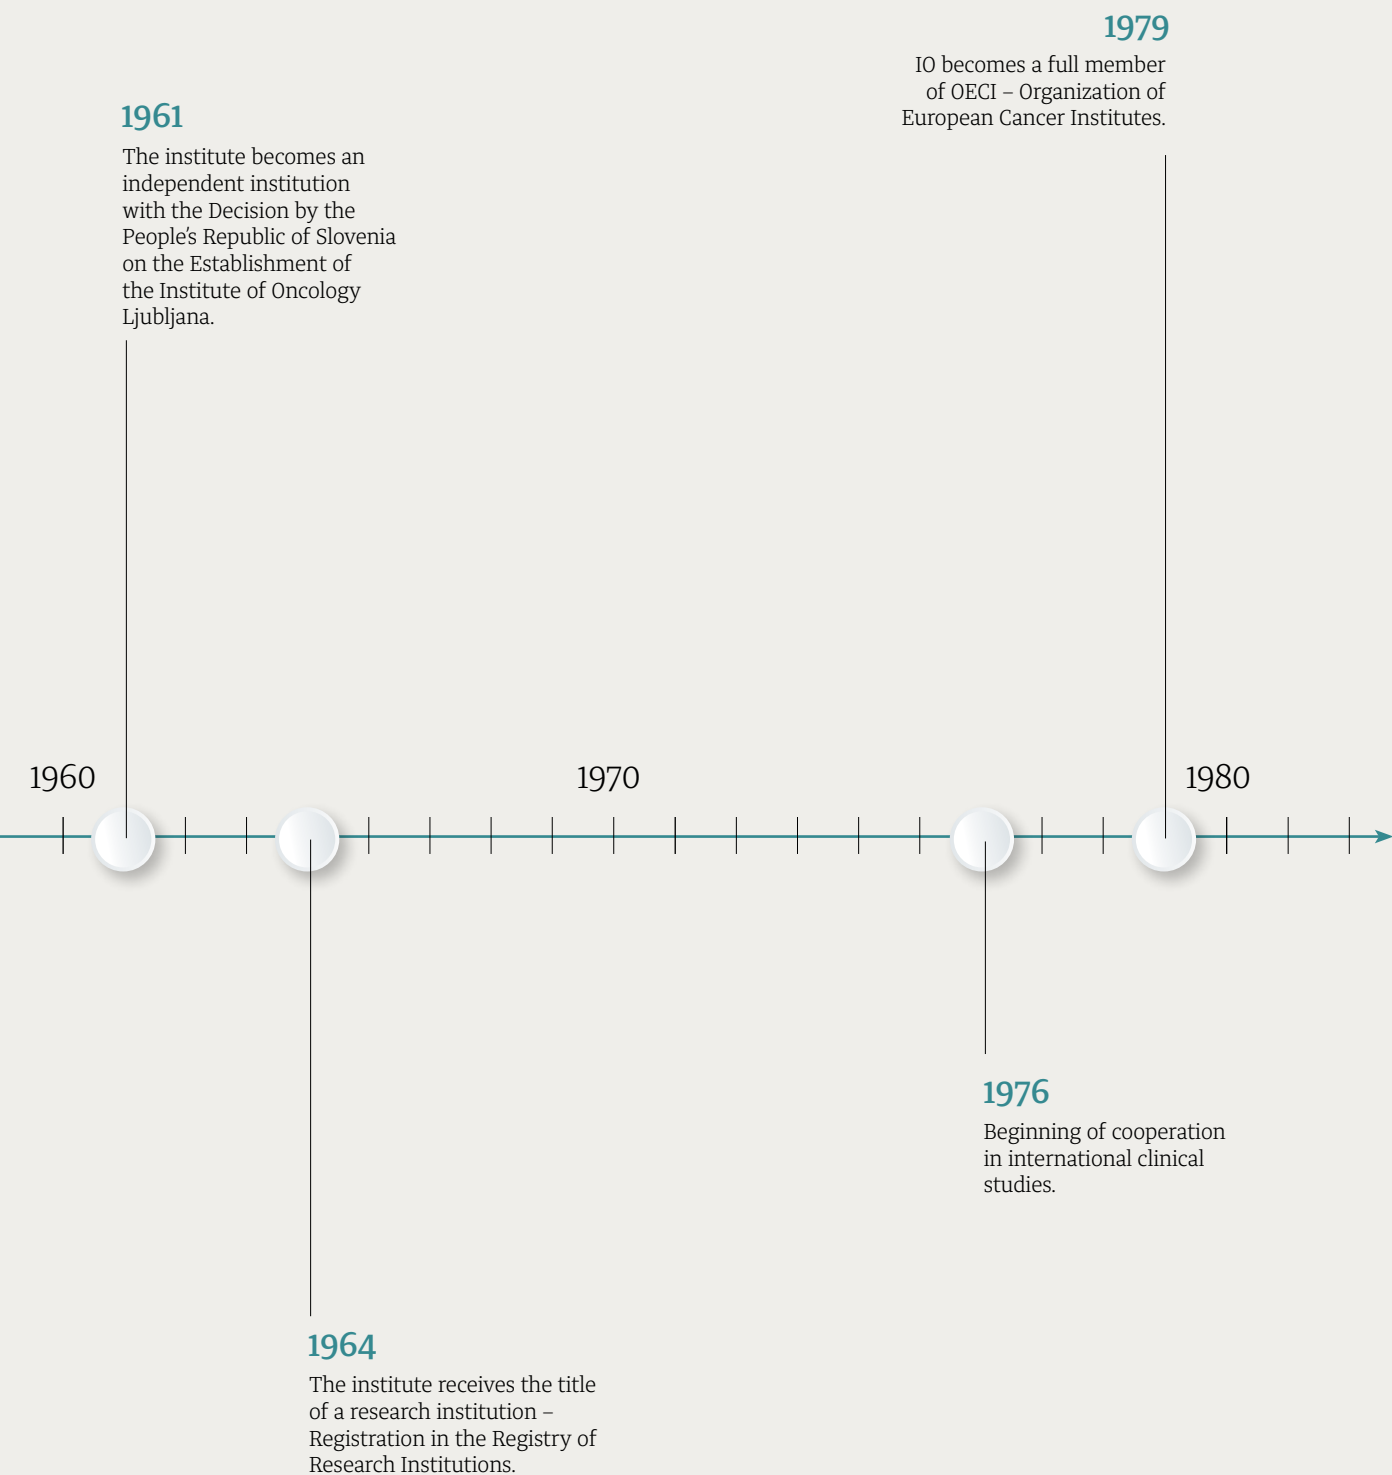 1961
The institute becomes an
independent institution
with the Decision by the
People's Republic of Slovenia
on the Establishment of
the Institute of Oncology
Ljubljana.
1979
IO becomes a full member
of OECI – Organization of
European Cancer Institutes.
1960
1970
1980
1964
The institute receives the title
of a research institution –
Registration in the Registry of
Research Institutions.
1976
Beginning of cooperation
in international clinical
studies.